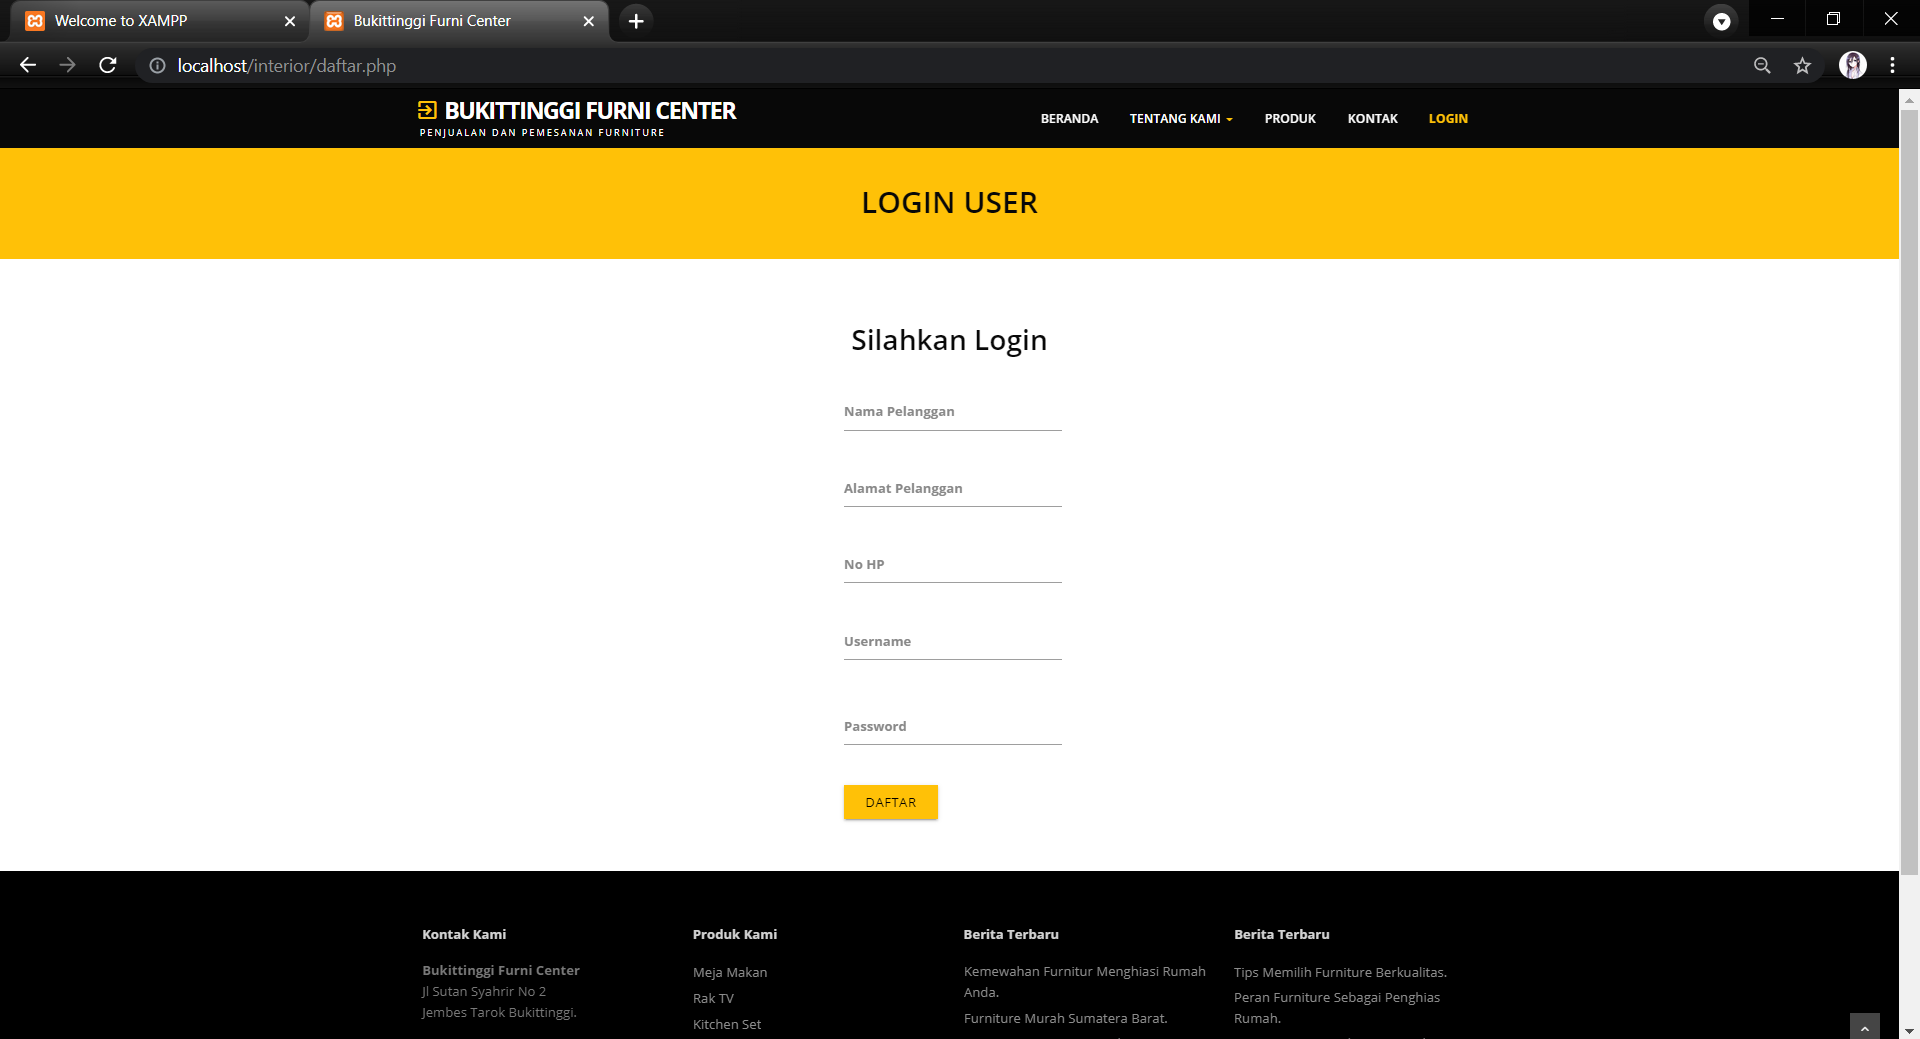 Welcome to XAMPP
Bukittinggi Furni Center
localhost/interior/daftar.php
BUKITTINGGI FURNI CENTER
PENJUALAN DAN PEMESANAN FURNITURE
BERANDA
TENTANG KAMI
PRODUK
KONTAK
LOGIN
LOGIN USER
Silahkan Login
Nama Pelanggan
Alamat Pelanggan
No HP
Username
Password
DAFTAR
Kontak Kami
Bukittinggi Furni Center
Jl Sutan Syahrir No 2
Jembes Tarok Bukittinggi.
Produk Kami
Meja Makan
Rak TV
Kitchen Set
Berita Terbaru
Kemewahan Furnitur Menghiasi Rumah
Anda.
Furniture Murah Sumatera Barat.
Berita Terbaru
Tips Memilih Furniture Berkualitas.
Peran Furniture Sebagai Penghias
Rumah.